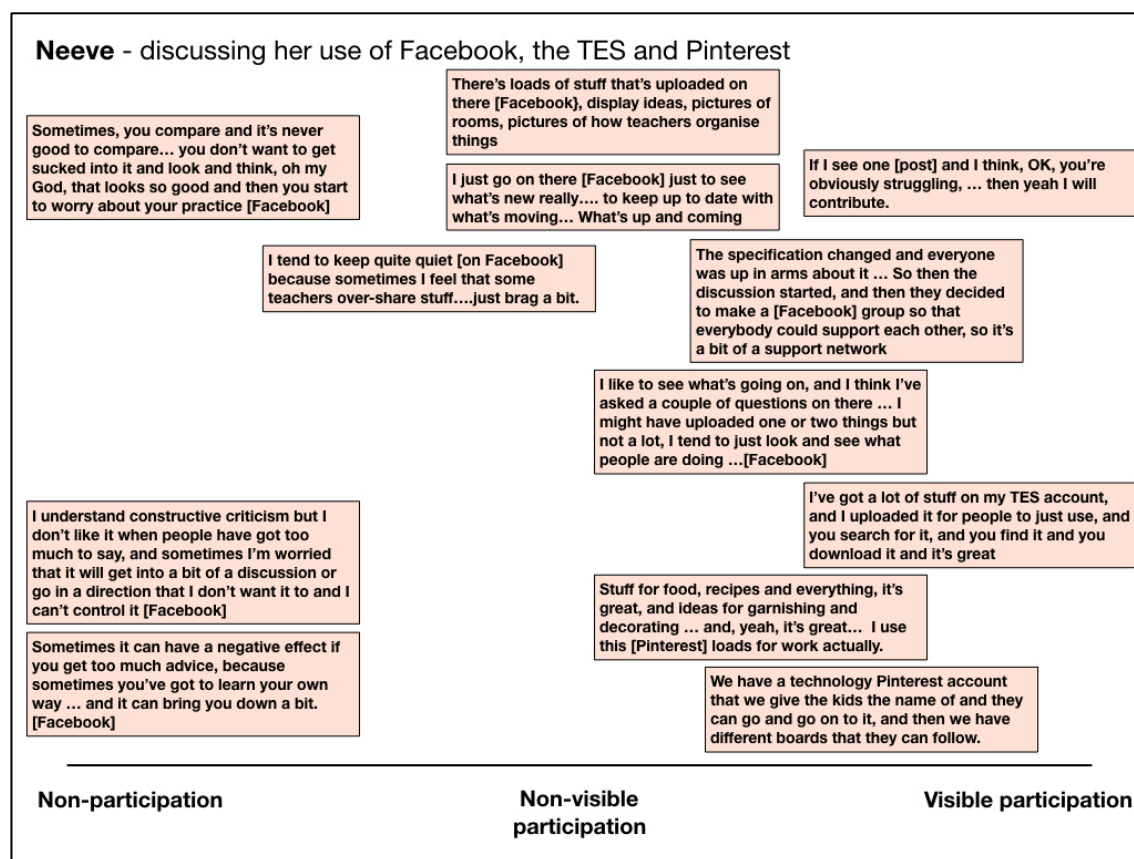 Neeve - discussing her use of Facebook, the TES and Pinterest
There's loads of stuff that's uploaded on
there [Facebook}, display ideas, pictures of
rooms, pictures of how teachers organise
things
Sometimes, you compare and it's never
good to compare… you don't want to get
sucked into it and look and think, oh my
God, that looks so good and then you start
to worry about your practice [Facebook]
If I see one [post] and I think, OK, you're
obviously struggling, … then yeah I will
contribute.
I just go on there [Facebook] just to see
what's new really…. to keep up to date with
what's moving… What's up and coming
I tend to keep quite quiet [on Facebook]
because sometimes I feel that some
teachers over-share stuff….just brag a bit.
The specification changed and everyone
was up in arms about it … So then the
discussion started, and then they decided
to make a [Facebook] group so that
everybody could support each other, so it's
a bit of a support network
I like to see what's going on, and I think I've
asked a couple of questions on there … I
might have uploaded one or two things but
not a lot, I tend to just look and see what
people are doing …[Facebook]
I've got a lot of stuff on my TES account,
and I uploaded it for people to just use, and
you search for it, and you find it and you
download it and it's great
I understand constructive criticism but I
don't like it when people have got too
much to say, and sometimes I'm worried
that it will get into a bit of a discussion or
go in a direction that I don't want it to and I
can't control it [Facebook]
Stuff for food, recipes and everything, it's
great, and ideas for garnishing and
decorating … and, yeah, it's great… I use
this [Pinterest] loads for work actually.
Sometimes it can have a negative effect if
you get too much advice, because
sometimes you've got to learn your own
way … and it can bring you down a bit.
[Facebook]
We have a technology Pinterest account
that we give the kids the name of and they
can go and go on to it, and then we have
different boards that they can follow.
Non-participation
Non-visible
participation
Visible participation